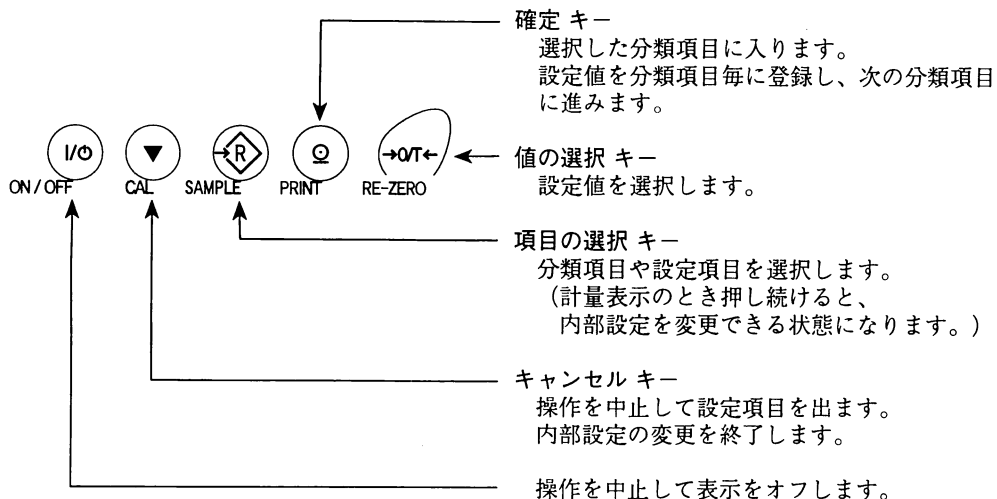 確定 キー
選択した分類項目に入ります。
設定値を分類項目毎に登録し、次の分類項目
に進みます。
I/⏻ ▼ →R →O/T←
ON / OFF CAL SAMPLE PRINT RE-ZERO
値の選択 キー
設定値を選択します。
項目の選択 キー
分類項目や設定項目を選択します。
(計量表示のとき押し続けると、
内部設定を変更できる状態になります。)
キャンセル キー
操作を中止して設定項目を出ます。
内部設定の変更を終了します。
操作を中止して表示をオフします。